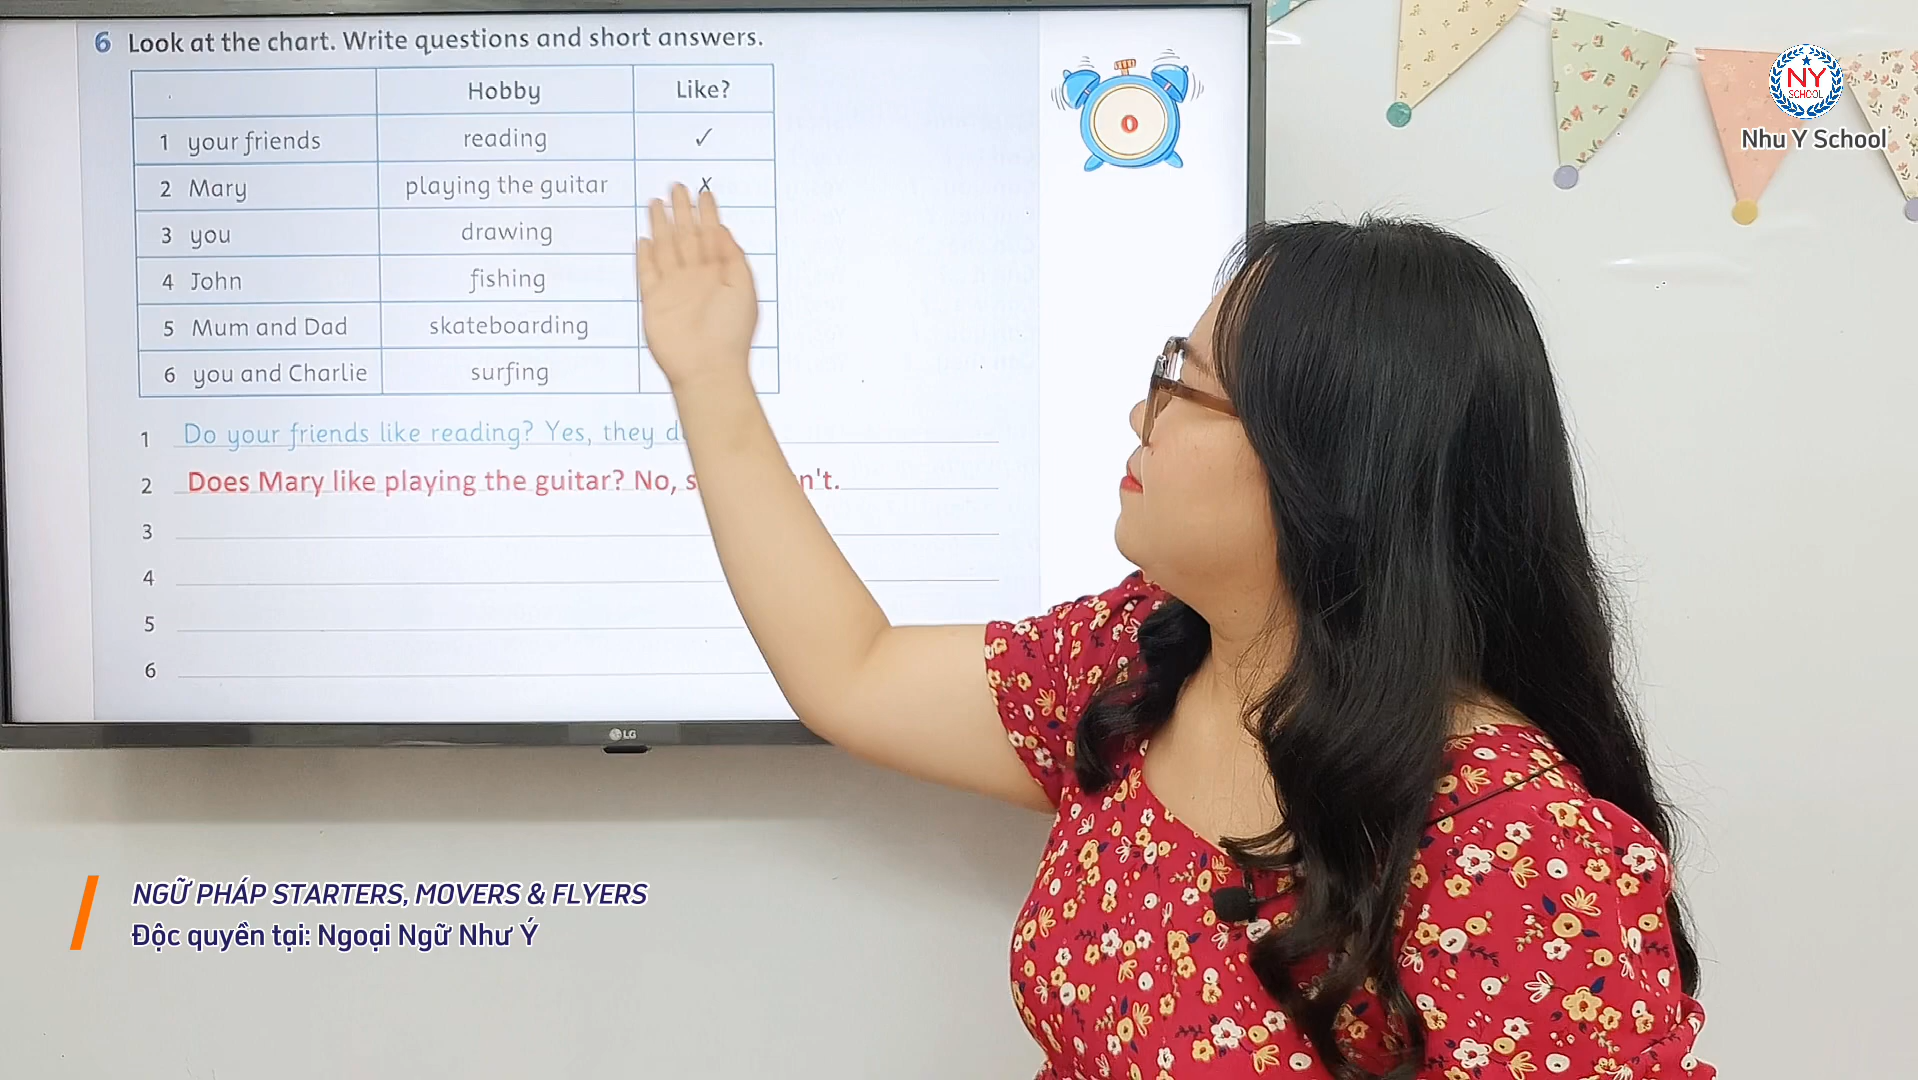 6 Look at the chart. Write questions and short answers.
Hobby Like?
1 your friends reading ✓
2 Mary playing the guitar ✗
3 you drawing
4 John fishing
5 Mum and Dad skateboarding
6 you and Charlie surfing
1 Do your friends like reading? Yes, they
2 Does Mary like playing the guitar? No,
3
4
5
6
0
LG
NY
SCHOOL
Nhu Y School
NGỮ PHÁP STARTERS, MOVERS & FLYERS
Độc quyền tại: Ngoại Ngữ Như Ý